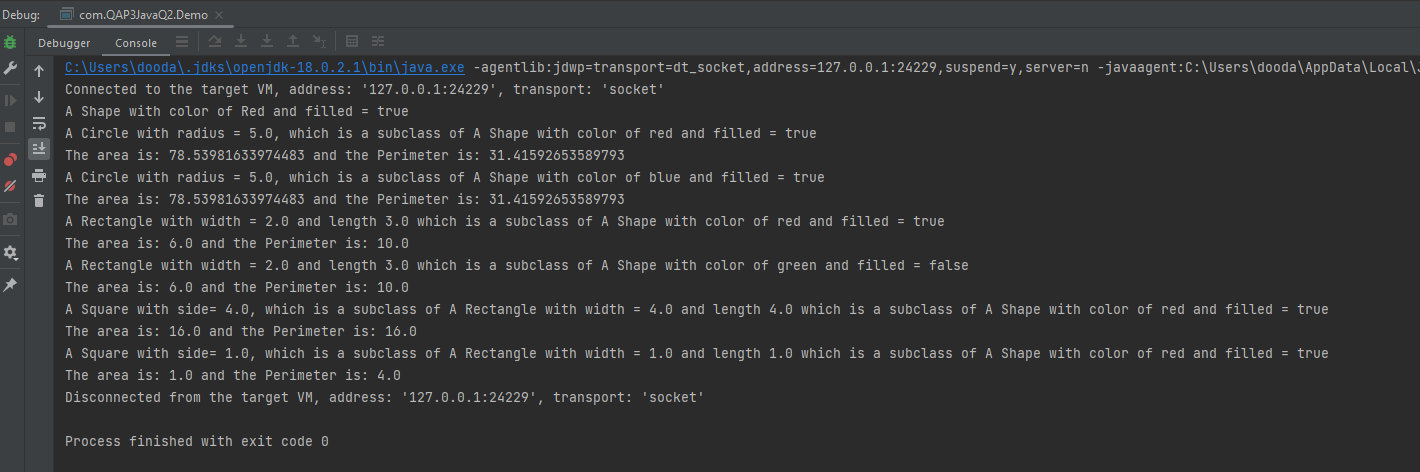 Debug: com.QAP3JavaQ2.Demo
Debugger Console
C:\Users\dooda\.jdks\openjdk-18.0.2.1\bin\java.exe -agentlib:jdwp=transport=dt_socket,address=127.0.0.1:24229,suspend=y,server=n -javaagent:C:\Users\dooda\AppData\Local\
Connected to the target VM, address: '127.0.0.1:24229', transport: 'socket'
A Shape with color of Red and filled = true
A Circle with radius = 5.0, which is a subclass of A Shape with color of red and filled = true
The area is: 78.53981633974483 and the Perimeter is: 31.41592653589793
A Circle with radius = 5.0, which is a subclass of A Shape with color of blue and filled = true
The area is: 78.53981633974483 and the Perimeter is: 31.41592653589793
A Rectangle with width = 2.0 and length 3.0 which is a subclass of A Shape with color of red and filled = true
The area is: 6.0 and the Perimeter is: 10.0
A Rectangle with width = 2.0 and length 3.0 which is a subclass of A Shape with color of green and filled = false
The area is: 6.0 and the Perimeter is: 10.0
A Square with side= 4.0, which is a subclass of A Rectangle with width = 4.0 and length 4.0 which is a subclass of A Shape with color of red and filled = true
The area is: 16.0 and the Perimeter is: 16.0
A Square with side= 1.0, which is a subclass of A Rectangle with width = 1.0 and length 1.0 which is a subclass of A Shape with color of red and filled = true
The area is: 1.0 and the Perimeter is: 4.0
Disconnected from the target VM, address: '127.0.0.1:24229', transport: 'socket'
Process finished with exit code 0